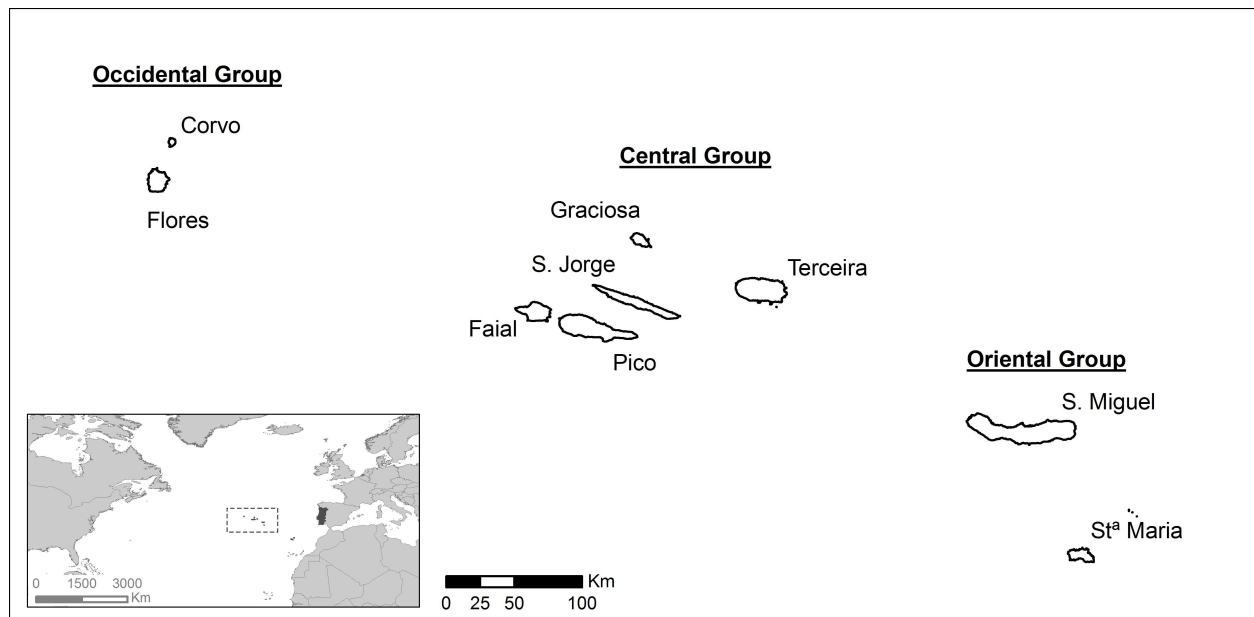 Occidental Group
Corvo
Flores
Central Group
Graciosa
S. Jorge
Terceira
Faial
Pico
Oriental Group
S. Miguel
Stª Maria
0 1500 3000
Km
Km
0 25 50 100